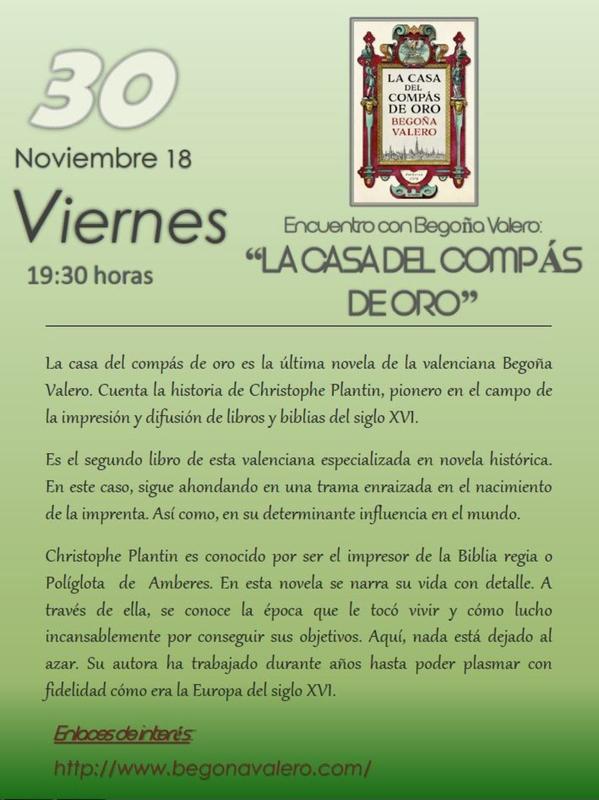 30
Noviembre 18
Viernes
19:30 horas
LA CASA
DEL
COMPÁS
DE ORO
BEGOÑA
VALERO
Encuentro con Begoña Valero:
“LA CASA DEL COMPÁS
DE ORO”
La casa del compás de oro es la última novela de la valenciana Begoña
Valero. Cuenta la historia de Christophe Plantin, pionero en el campo de
la impresión y difusión de libros y biblias del siglo XVI.
Es el segundo libro de esta valenciana especializada en novela histórica.
En este caso, sigue ahondando en una trama enraizada en el nacimiento
de la imprenta. Así como, en su determinante influencia en el mundo.
Christophe Plantin es conocido por ser el impresor de la Biblia regia o
Políglota de Amberes. En esta novela se narra su vida con detalle. A
través de ella, se conoce la época que le tocó vivir y cómo lucho
incansablemente por conseguir sus objetivos. Aquí, nada está dejado al
azar. Su autora ha trabajado durante años hasta poder plasmar con
fidelidad cómo era la Europa del siglo XVI.
Enlaces de interés:
http://www.begonavalero.com/